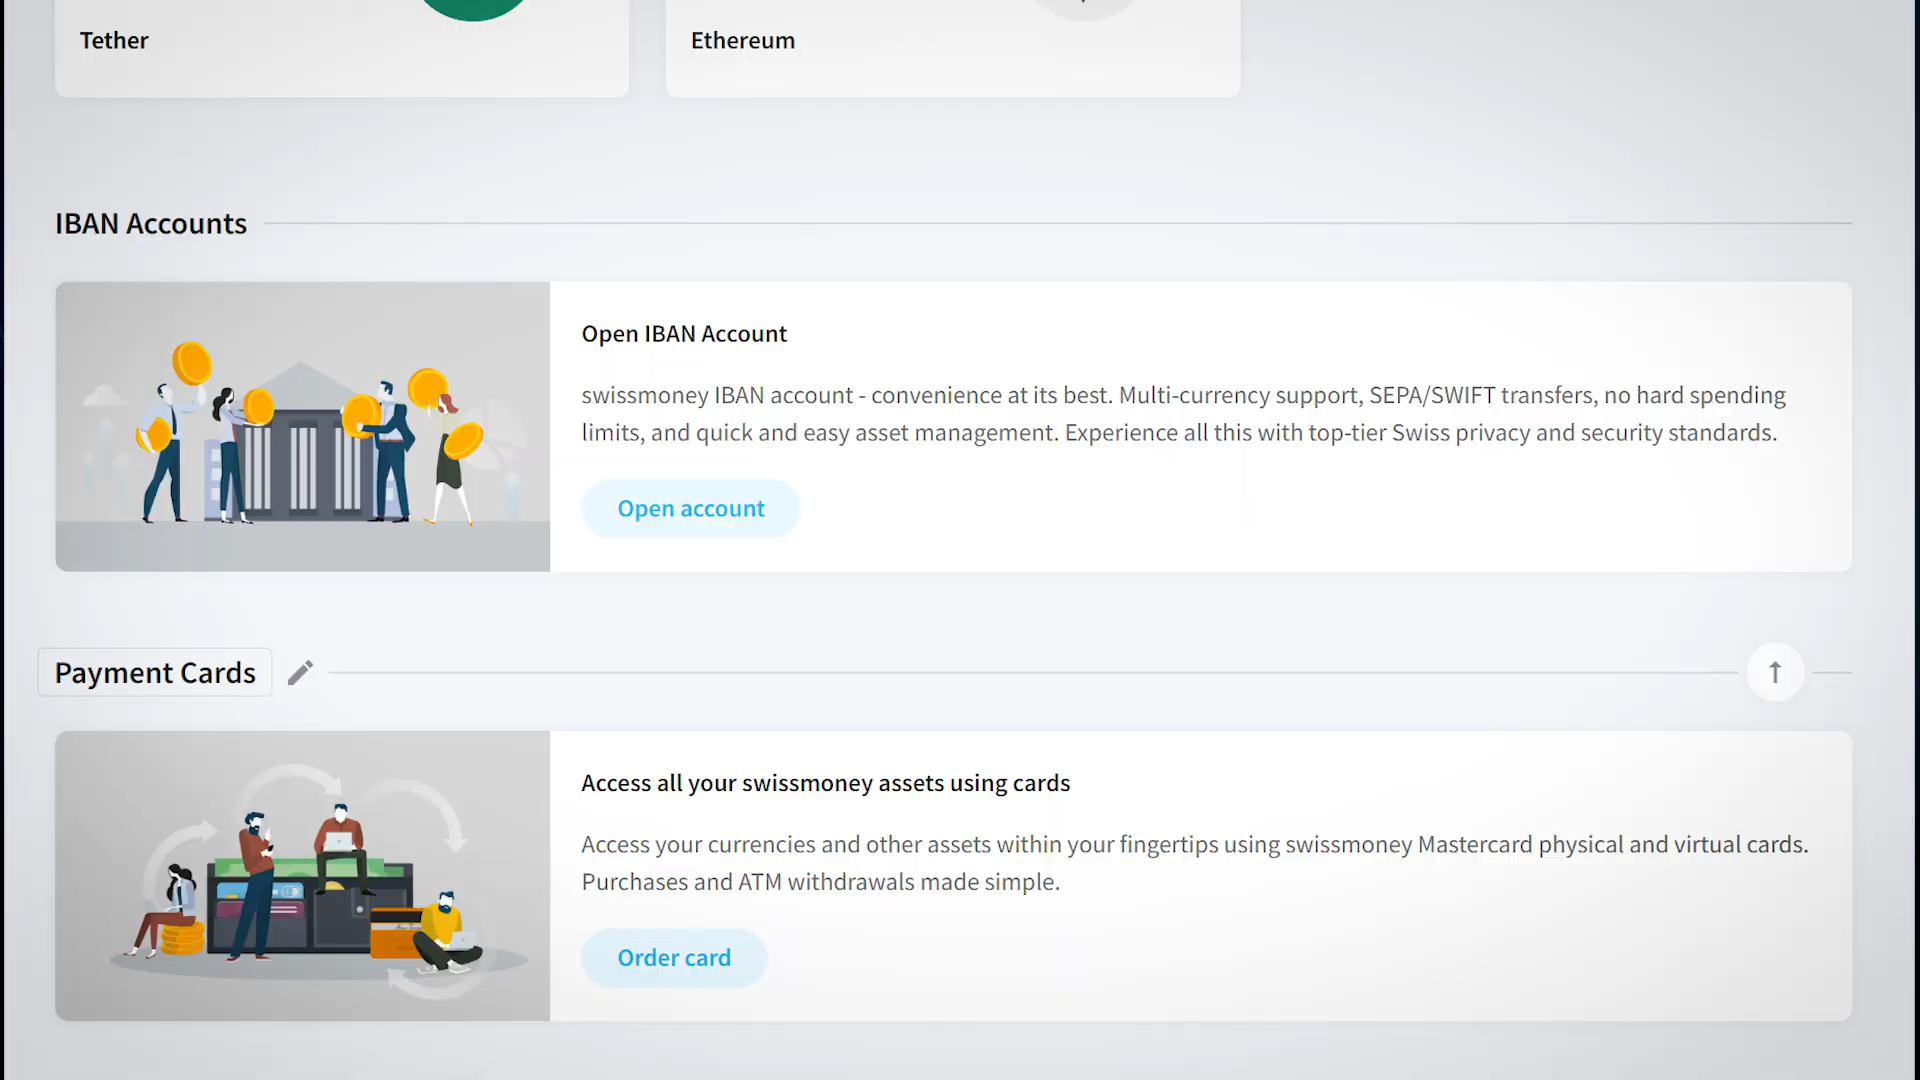 Tether
Ethereum
IBAN Accounts
Open IBAN Account
swissmoney IBAN account - convenience at its best. Multi-currency support, SEPA/SWIFT transfers, no hard spending
limits, and quick and easy asset management. Experience all this with top-tier Swiss privacy and security standards.
Open account
Payment Cards
Access all your swissmoney assets using cards
Access your currencies and other assets within your fingertips using swissmoney Mastercard physical and virtual cards.
Purchases and ATM withdrawals made simple.
Order card